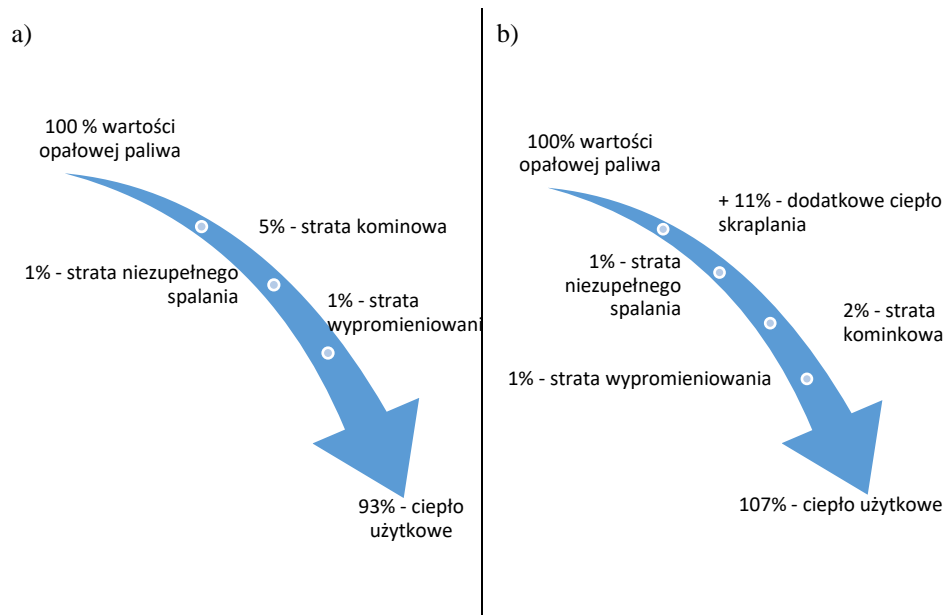 a)
100 % wartości
opałowej paliwa
5% - strata kominowa
1% - strata niezupełnego
spalania
1% - strata
wypromieniowani
93% - ciepło
użytkowe
b)
100% wartości
opałowej paliwa
+ 11% - dodatkowe ciepło
skraplania
1% - strata
niezupełnego
spalania
2% - strata
kominkowa
1% - strata wypromieniowania
107% - ciepło użytkowe